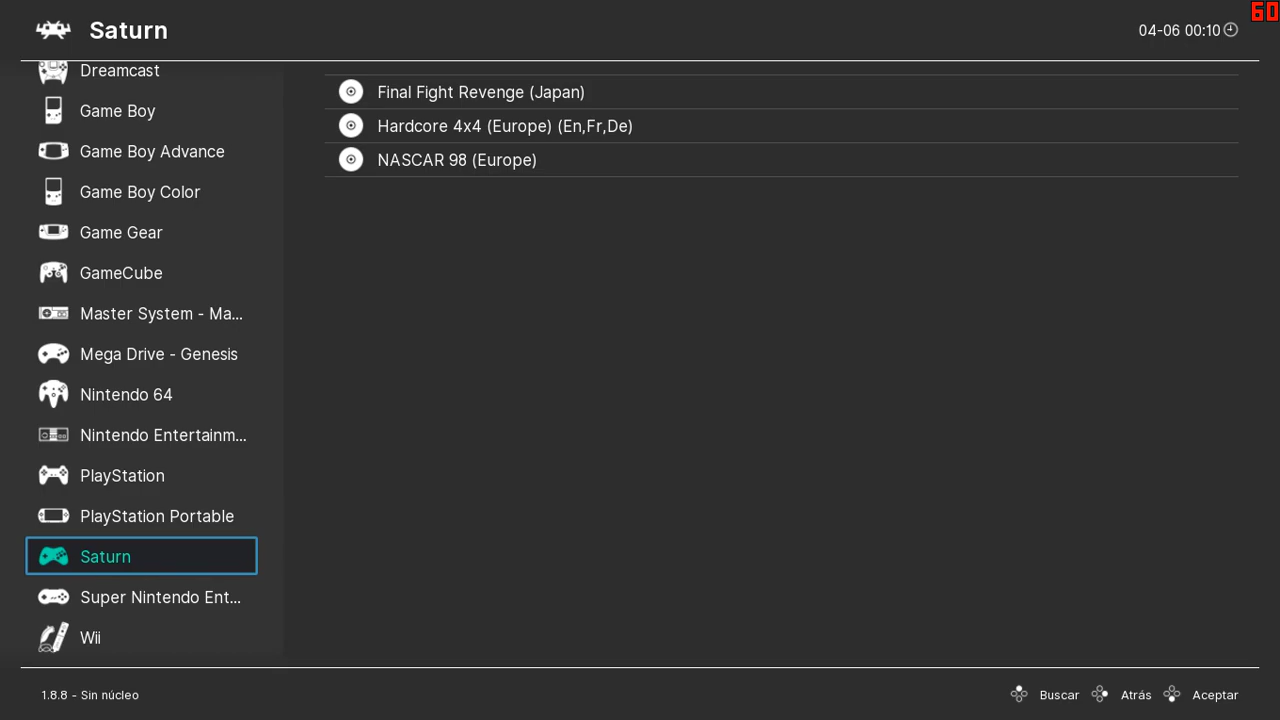 Saturn
04-06 00:10
60
Dreamcast
Game Boy
Game Boy Advance
Game Boy Color
Game Gear
GameCube
Master System - Ma...
Mega Drive - Genesis
Nintendo 64
Nintendo Entertainm...
PlayStation
PlayStation Portable
Saturn
Super Nintendo Ent...
Wii
Final Fight Revenge (Japan)
Hardcore 4x4 (Europe) (En,Fr,De)
NASCAR 98 (Europe)
1.8.8 - Sin núcleo
Buscar
Atrás
Aceptar